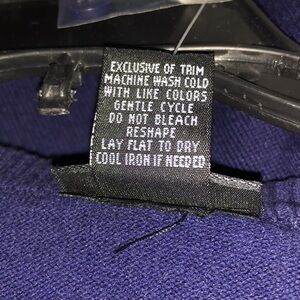 EXCLUSIVE OF TRIM
MACHINE WASH COLD
WITH LIKE COLORS
GENTLE CYCLE
DO NOT BLEACH
RESHAPE
LAY FLAT TO DRY
COOL IRON IF NEEDED